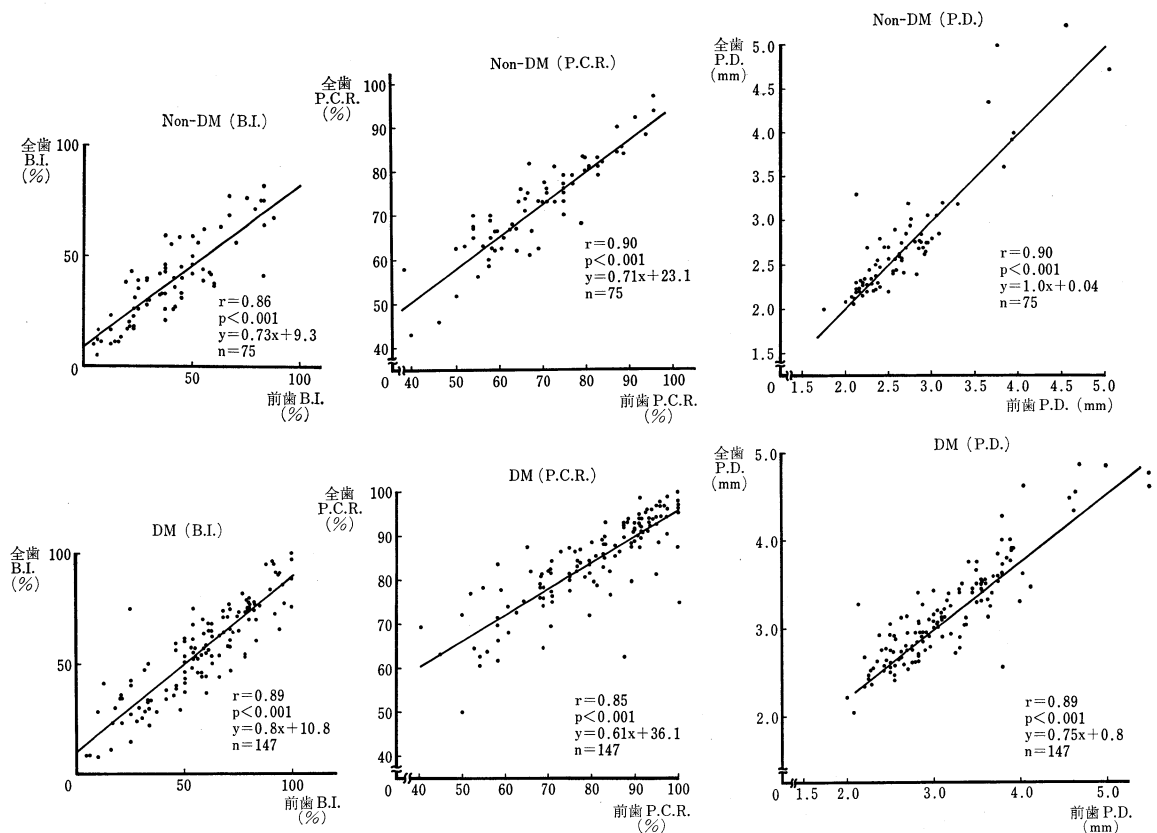 Non-DM (B.I.)
全歯
B.I.
(%)
100
50
0
50
100
前歯B.I.
(%)
r=0.86
p<0.001
y=0.73x+9.3
n=75
Non-DM (P.C.R.)
全歯
P.C.R.
(%)
100
90
80
70
60
50
40
0
40
50
60
70
80
90
100
前歯P.C.R.
(%)
r=0.90
p<0.001
y=0.71x+23.1
n=75
Non-DM (P.D.)
全歯
P.D.
(mm)
5.0
4.5
4.0
3.5
3.0
2.5
2.0
1.5
0
1.5
2.0
2.5
3.0
3.5
4.0
4.5
5.0
前歯P.D. (mm)
r=0.90
p<0.001
y=1.0x+0.04
n=75
DM (B.I.)
全歯
B.I.
(%)
100
50
0
50
100
前歯B.I.
(%)
r=0.89
p<0.001
y=0.8x+10.8
n=147
DM (P.C.R.)
全歯
P.C.R.
(%)
100
90
80
70
60
50
40
0
40
50
60
70
80
90
100
前歯P.C.R.
(%)
r=0.85
p<0.001
y=0.61x+36.1
n=147
DM (P.D.)
全歯
P.D.
(mm)
5.0
4.0
3.0
2.0
0
1.5
2.0
3.0
4.0
5.0
前歯P.D.
(mm)
r=0.89
p<0.001
y=0.75x+0.8
n=147